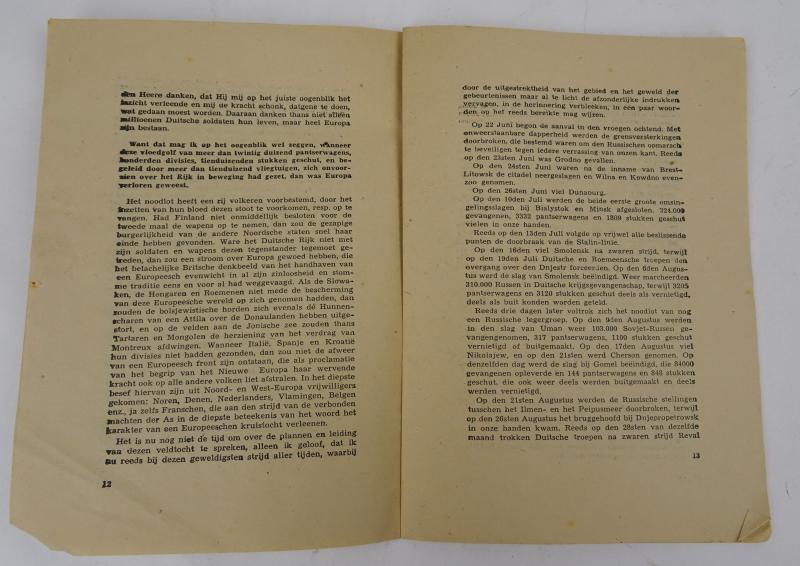 den Heere danken, dat Hij mij op het juiste oogenblik het
inzicht verleende en mij de kracht schonk, datgene te doen,
wat gedaan moest worden. Daaraan danken thans niet alleen
millioenen Duitsche soldaten hun leven, maar heel Europa
zijn bestaan.
Want dat mag ik op het oogenblik wel zeggen, wanneer
deze vloedgolf van meer dan twintig duizend pantserwagens,
honderden divisies, tienduizenden stukken geschut, en be-
geleid door meer dan tienduizend vliegtuigen, zich onvoor-
zien over het Rijk in beweging had gezet, dan was Europa
verloren geweest.
Het noodlot heeft een rij volkeren voorbestemd, door het
inzetten van hun bloed dezen stoot te voorkomen, resp. op te
vangen. Had Finland niet onmiddellijk besloten voor de
tweede maal de wapens op te nemen, dan zou de gezapige
burgerlijkheid van de andere Noordsche staten snel haar
einde hebben gevonden. Ware het Duitsche Rijk niet met
zijn soldaten en wapens dezen tegenstander tegemoet ge-
treden, dan zou een stroom over Europa gewoed hebben, die
het belachelijke Britsche denkbeeld van het handhaven van
een Europeesch evenwicht in al zijn zinloosheid en stom-
me traditie eens en voor al had weggevaagd. Als de Slowa-
ken, de Hongaren en Roemenen niet mede de bescherming
van deze Europeesche wereld op zich genomen hadden, dan
zouden de bolsjewistische horden zich evenals de Hunnen-
scharen van een Attila over de Donaulanden hebben uitge-
stort, en op de velden aan de Jonische zee zouden thans
Tartaren en Mongolen de herziening van het verdrag van
Montreux afdwingen. Wanneer Italië, Spanje en Kroatië
hun divisies niet hadden gezonden, dan zou niet de afweer
van een Europeesch front zijn ontstaan, die als proclamatie
van het begrip van het Nieuwe Europa haar wervende
kracht ook op alle andere volken liet afstralen. In het diepste
besef hiervan zijn uit Noord- en West-Europa vrijwilligers
gekomen: Noren, Denen, Nederlanders, Vlamingen, Belgen
enz., ja zelfs Franschen, die aan den strijd van de verbonden
machten der As in de diepste beteekenis van het woord het
karakter van een Europeeschen kruistocht verleenen.
Het is nu nog niet de tijd om over de plannen en leiding
van dezen veldtocht te spreken, alleen ik geloof, dat ik
nu reeds bij dezen geweldigsten strijd aller tijden, waarbij
12
door de uitgestrektheid van het gebied en het geweld der
gebeurtenissen maar al te licht de afzonderlijke indrukken
vervagen, in de herinnering verbleeken, in een paar woor-
den op het reeds bereikte mag wijzen.
Op 22 Juni begon de aanval in den vroegen ochtend. Met
onweerstaanbare dapperheid werden de grensversterkingen
doorbroken, die bestemd waren om den Russischen opmarsch
te beveiligen tegen iedere verrassing van onzen kant. Reeds
op den 23sten Juni was Grodno gevallen.
Op den 24sten Juni waren na de inname van Brest-
Litowsk de citadel neergeslagen en Wilna en Kowdno even-
zoo genomen.
Op den 26sten Juni viel Dunaburg.
Op den 10den Juli werden de beide eerste groote omsin-
gelingsslagen bij Bialystok en Minsk afgesloten. 324.000
gevangenen, 3332 pantserwagens en 1809 stukken geschut
vielen in onze handen.
Reeds op den 13den Juli volgde op vrijwel alle beslissende
punten de doorbraak van de Stalin-linie.
Op den 16den viel Smolensk na zwaren strijd, terwijl
op den 19den Juli Duitsche en Roemeensche troepen den
overgang over den Dnjestr forceerden. Op den 6den Augus-
tus werd de slag van Smolensk beëindigd. Weer marcheerden
310.000 Russen in Duitsche krijgsgevangenschap, terwijl 3205
pantserwagens en 3120 stukken geschut deels als vernietigd,
deels als buit konden worden geteld.
Reeds drie dagen later voltrok zich het noodlot van nog
een Russische legergroep. Op den 9den Augustus werden
in den slag van Uman weer 103.000 Sovjet-Russen ge-
vangengenomen, 317 pantserwagens, 1100 stukken geschut
vernietigd of buitgemaakt. Op den 17den Augustus viel
Nikolajew, en op den 21sten werd Cherson genomen. Op
denzelfden dag werd de slag bij Gomel beëindigd, die 84000
gevangenen opleverde en 144 pantserwagens en 848 stukken
geschut, die ook weer deels werden buitgemaakt en deels
werden vernietigd.
Op den 21sten Augustus werden de Russische stellingen
tusschen het Ilmen- en het Peipusmeer doorbroken, terwijl
op den 26sten Augustus het bruggehoofd bij Dnjepropetrowsk
in onze handen kwam. Reeds op den 28sten van dezelfde
maand trokken Duitsche troepen na zwaren strijd Reval
13